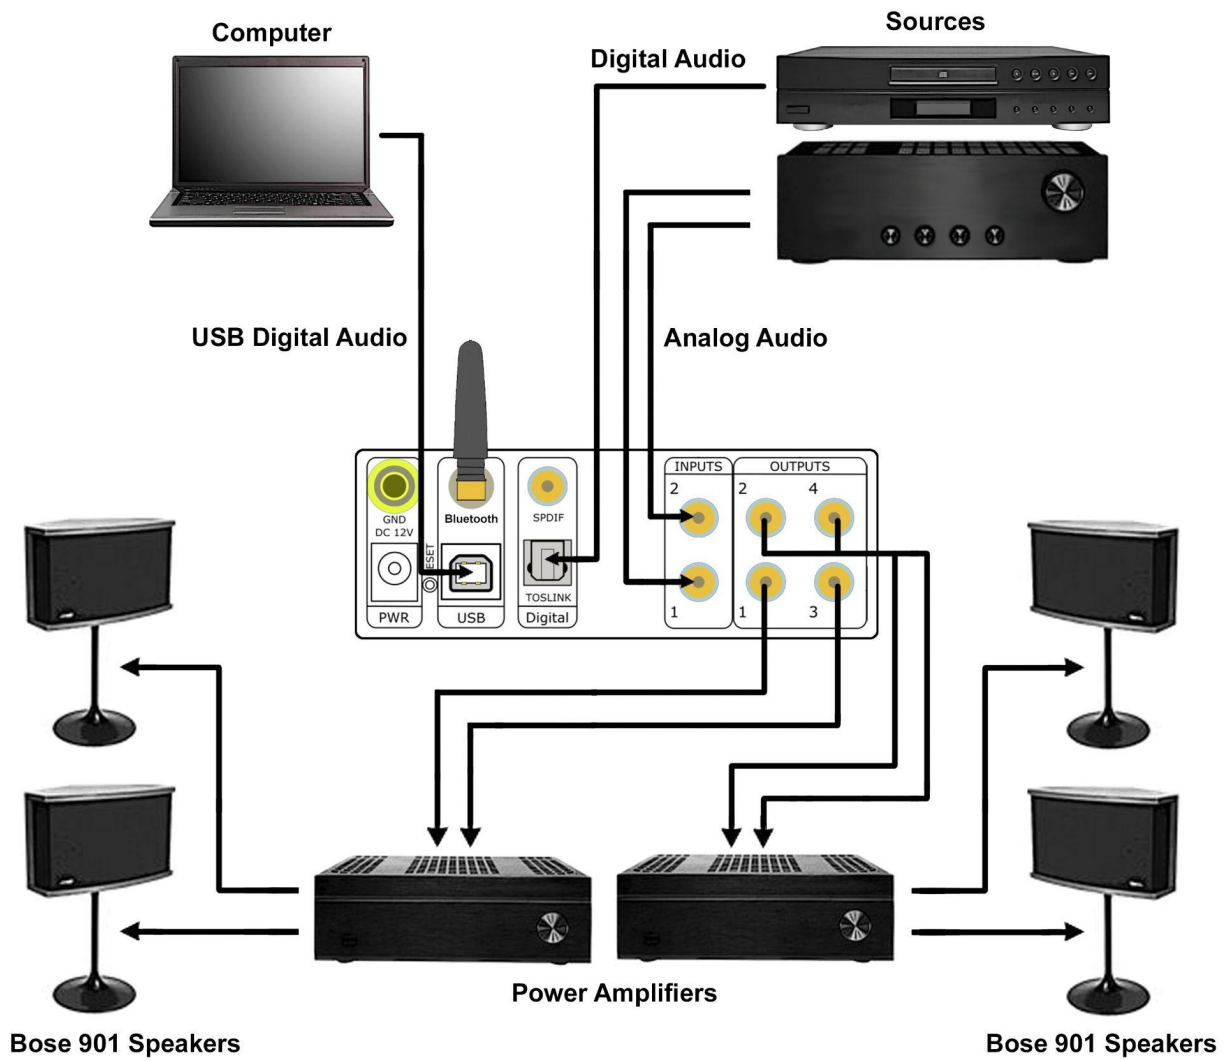 Computer
Sources
Digital Audio
USB Digital Audio
Analog Audio
INPUTS
OUTPUTS
2
2
4
GND
DC 12V
Bluetooth
SPDIF
ESET
TOSLINK
1
1
3
PWR
USB
Digital
Power Amplifiers
Bose 901 Speakers
Bose 901 Speakers